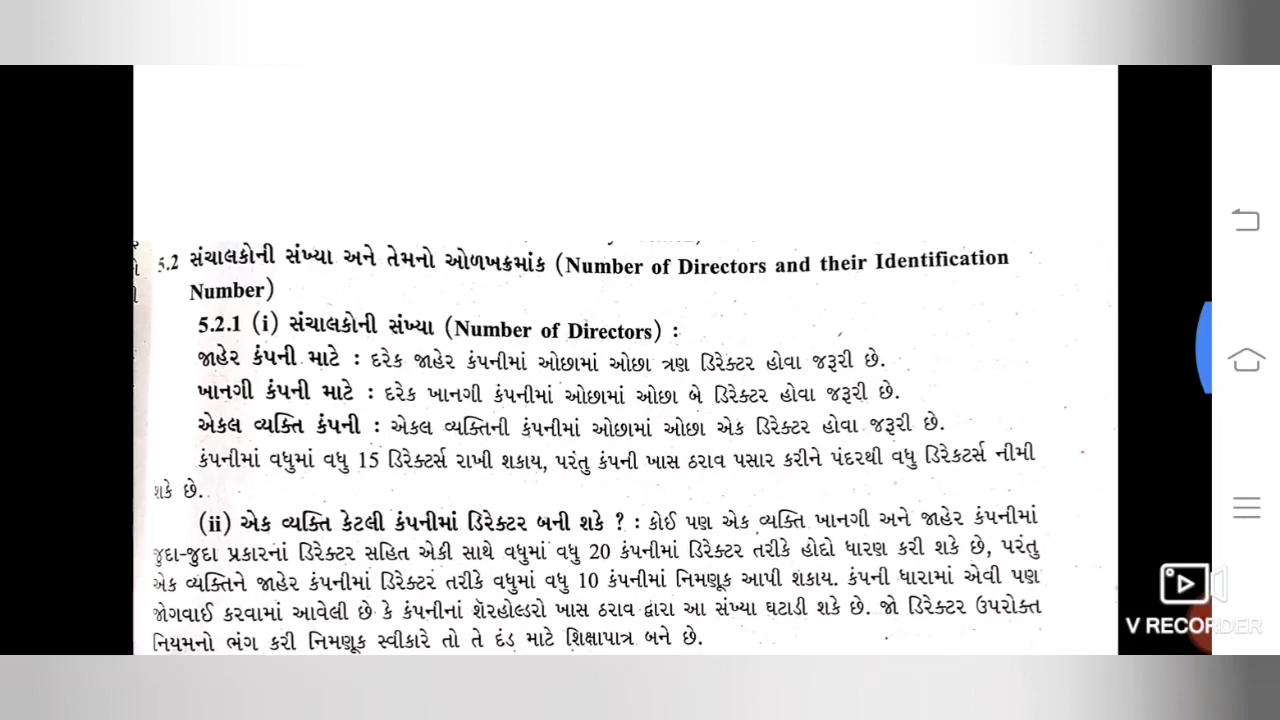 5.2 સંચાલકોની સંખ્યા અને તેમનો ઓળખક્રમાંક (Number of Directors and their Identification
Number)
5.2.1 (i) સંચાલકોની સંખ્યા (Number of Directors) :
જાહેર કંપની માટે : દરેક જાહેર કંપનીમાં ઓછામાં ઓછા ત્રણ ડિરેક્ટર હોવા જરૂરી છે.
ખાનગી કંપની માટે : દરેક ખાનગી કંપનીમાં ઓછામાં ઓછા બે ડિરેક્ટર હોવા જરૂરી છે.
એકલ વ્યક્તિ કંપની : એકલ વ્યક્તિની કંપનીમાં ઓછામાં ઓછા એક ડિરેક્ટર હોવા જરૂરી છે.
કંપનીમાં વધુમાં વધુ 15 ડિરેક્ટર્સ રાખી શકાય, પરંતુ કંપની ખાસ ઠરાવ પસાર કરીને પંદરથી વધુ ડિરેકટર્સ નીમી
શકે છે.
(ii) એક વ્યક્તિ કેટલી કંપનીમાં ડિરેક્ટર બની શકે ? : કોઈ પણ એક વ્યક્તિ ખાનગી અને જાહેર કંપનીમાં
જુદા-જુદા પ્રકારનાં ડિરેક્ટર સહિત એકી સાથે વધુમાં વધુ 20 કંપનીમાં ડિરેક્ટર તરીકે હોદ્દો ધારણ કરી શકે છે, પરંતુ
એક વ્યક્તિને જાહેર કંપનીમાં ડિરેક્ટર તરીકે વધુમાં વધુ 10 કંપનીમાં નિમણૂક આપી શકાય. કંપની ધારામાં એવી પણ
જોગવાઈ કરવામાં આવેલી છે કે કંપનીનાં શૅરહોલ્ડરો ખાસ ઠરાવ દ્વારા આ સંખ્યા ઘટાડી શકે છે. જો ડિરેક્ટર ઉપરોક્ત
નિયમનો ભંગ કરી નિમણૂક સ્વીકારે તો તે દંડ માટે શિક્ષાપાત્ર બને છે.
V RECORDER